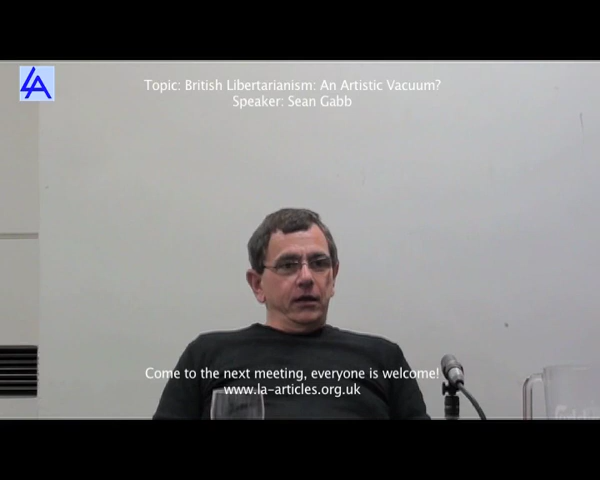 LA
Topic: British Libertarianism: An Artistic Vacuum?
Speaker: Sean Gabb
Come to the next meeting, everyone is welcome!
www.la-articles.org.uk